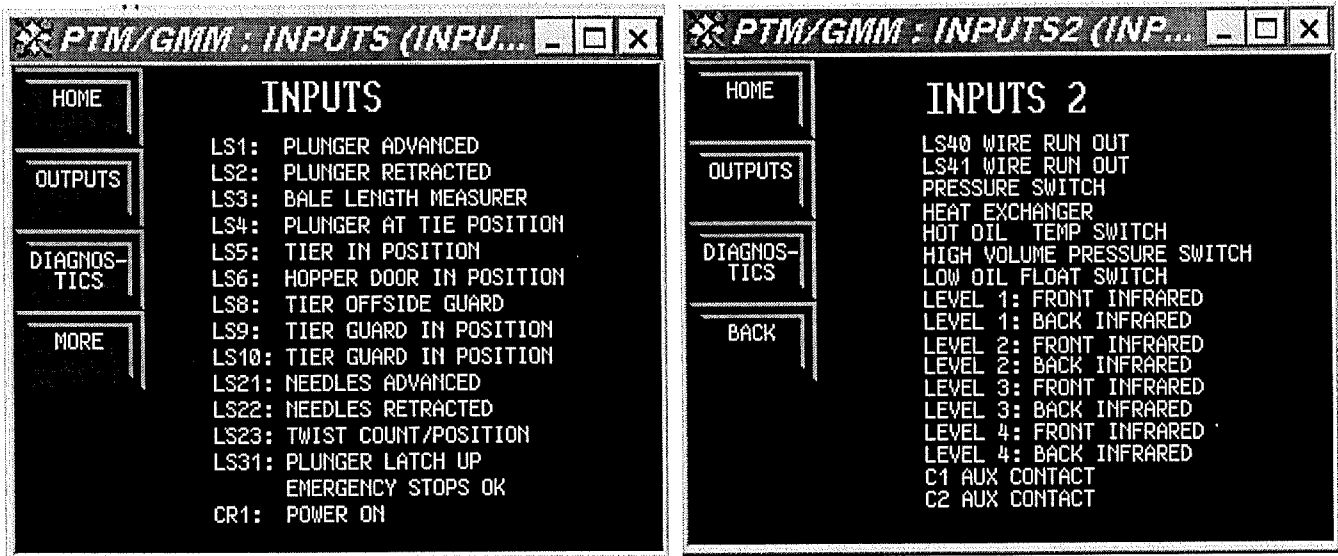 PTM/GMM : INPUTS (INPU...
HOME
OUTPUTS
DIAGNOS-
TICS
MORE
INPUTS
LS1: PLUNGER ADVANCED
LS2: PLUNGER RETRACTED
LS3: BALE LENGTH MEASURER
LS4: PLUNGER AT TIE POSITION
LS5: TIER IN POSITION
LS6: HOPPER DOOR IN POSITION
LS8: TIER OFFSIDE GUARD
LS9: TIER GUARD IN POSITION
LS10: TIER GUARD IN POSITION
LS21: NEEDLES ADVANCED
LS22: NEEDLES RETRACTED
LS23: TWIST COUNT/POSITION
LS31: PLUNGER LATCH UP
EMERGENCY STOPS OK
CR1: POWER ON
PTM/GMM : INPUTS2 (INP...
HOME
OUTPUTS
DIAGNOS-
TICS
BACK
INPUTS 2
LS40 WIRE RUN OUT
LS41 WIRE RUN OUT
PRESSURE SWITCH
HEAT EXCHANGER
HOT OIL TEMP SWITCH
HIGH VOLUME PRESSURE SWITCH
LOW OIL FLOAT SWITCH
LEVEL 1: FRONT INFRARED
LEVEL 1: BACK INFRARED
LEVEL 2: FRONT INFRARED
LEVEL 2: BACK INFRARED
LEVEL 3: FRONT INFRARED
LEVEL 3: BACK INFRARED
LEVEL 4: FRONT INFRARED
LEVEL 4: BACK INFRARED
C1 AUX CONTACT
C2 AUX CONTACT